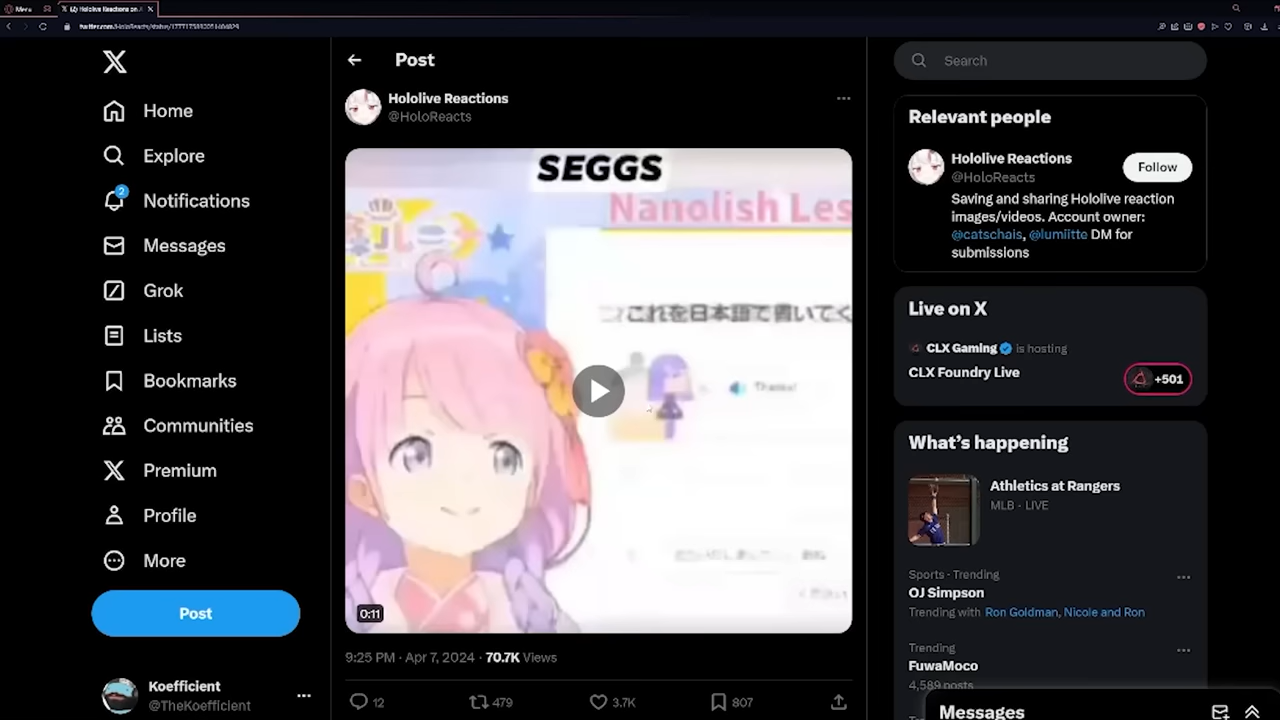 Menu
(2) Hololive Reactions on
Post
Search
Hololive Reactions
@HoloReacts
Home
Explore
2
Notifications
Messages
Grok
Lists
Bookmarks
Communities
Premium
Profile
More
Post
Koefficient
@TheKoefficient
SEGGS
Nanolish Les
これを日本語で書いてく
Thanks!
0:11
9:25 PM · Apr 7, 2024 · 70.7K Views
12
479
3.7K
807
Relevant people
Hololive Reactions
@HoloReacts
Follow
Saving and sharing Hololive reaction
images/videos. Account owner:
@catschais, @lumiitte DM for
submissions
Live on X
CLX Gaming is hosting
CLX Foundry Live
+501
What's happening
Athletics at Rangers
MLB · LIVE
Sports · Trending
OJ Simpson
Trending with Ron Goldman, Nicole and Ron
Trending
FuwaMoco
4,589 posts
Messages